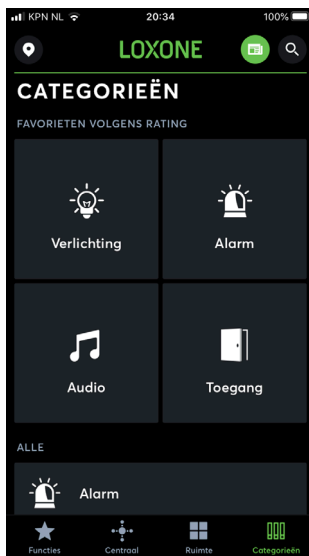 KPN NL 20:34 100%
LOXONE
CATEGORIEËN
FAVORIETEN VOLGENS RATING
Verlichting Alarm
Audio Toegang
ALLE
Alarm
Functies Centraal Ruimte Categorieën